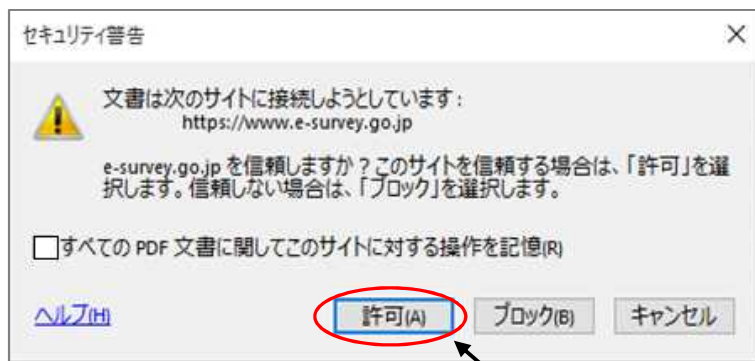 セキュリティ警告
文書は次のサイトに接続しようとしています:
https://www.e-survey.go.jp
e-survey.go.jp を信頼しますか？このサイトを信頼する場合は、「許可」を選
択します。信頼しない場合は、「ブロック」を選択します。
すべての PDF 文書に関してこのサイトに対する操作を記憶(R)
ヘルプ(H) 許可(A) ブロック(B) キャンセル